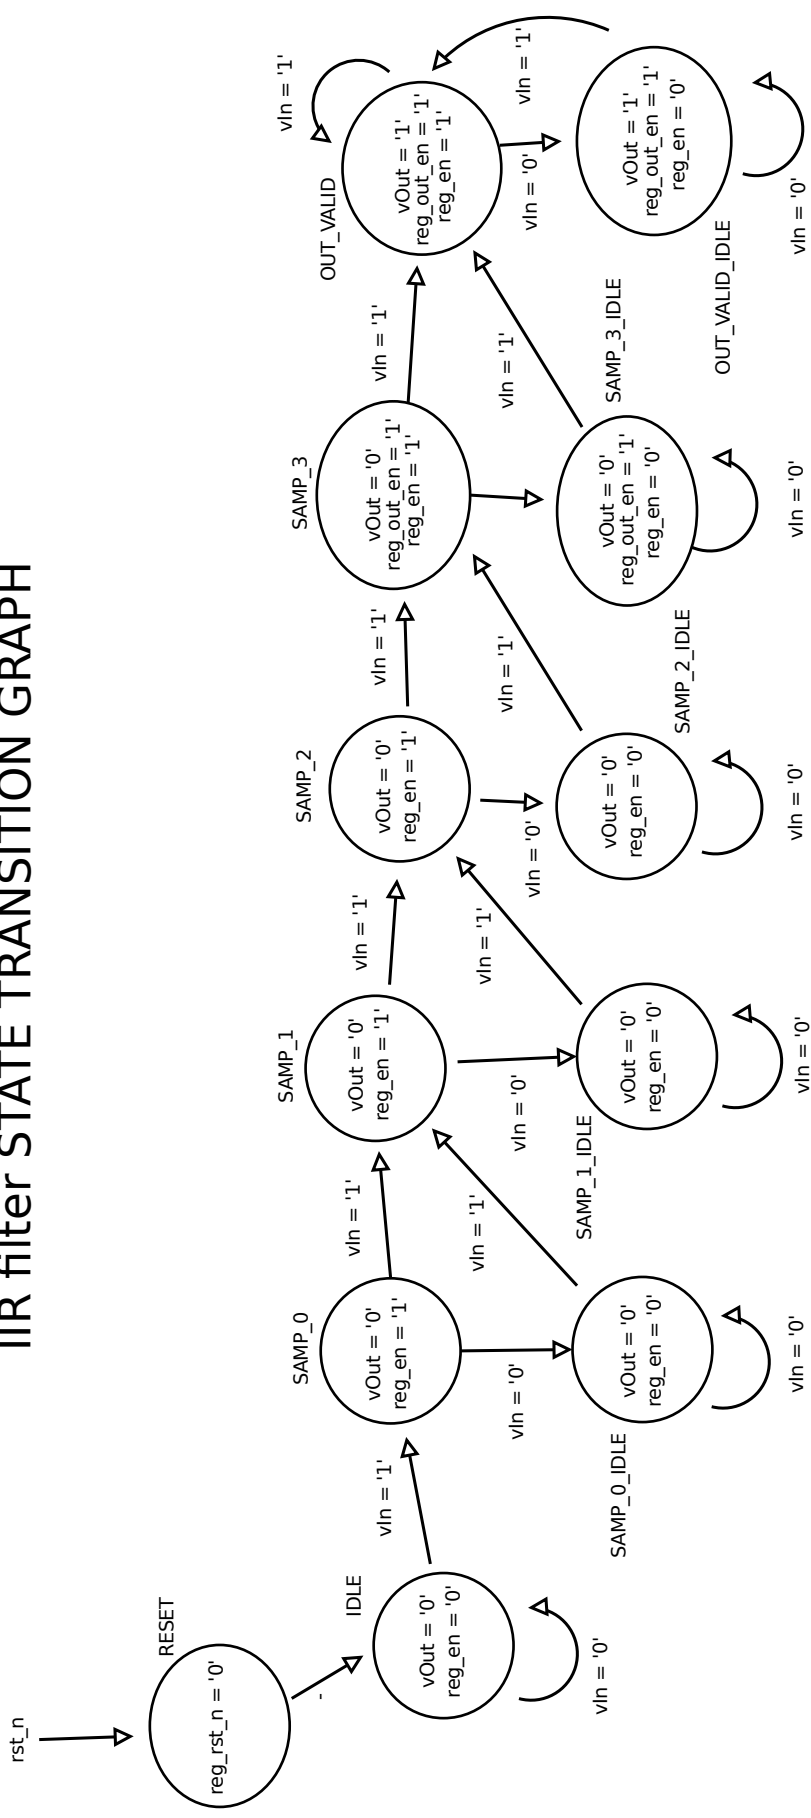 IIR filter STATE TRANSITION GRAPH
rst_n
RESET
reg_rst_n = '0'
-
IDLE
vOut = '0'
reg_en = '0'
vIn = '0'
vIn = '1'
SAMP_0
vOut = '0'
reg_en = '1'
vIn = '1'
vIn = '0'
SAMP_0_IDLE
vOut = '0'
reg_en = '0'
vIn = '0'
vIn = '1'
SAMP_1
vOut = '0'
reg_en = '1'
vIn = '1'
vIn = '0'
SAMP_1_IDLE
vOut = '0'
reg_en = '0'
vIn = '0'
vIn = '1'
SAMP_2
vOut = '0'
reg_en = '1'
vIn = '1'
vIn = '0'
SAMP_2_IDLE
vOut = '0'
reg_en = '0'
vIn = '0'
vIn = '1'
SAMP_3
vOut = '0'
reg_out_en = '1'
reg_en = '1'
vIn = '1'
SAMP_3_IDLE
vOut = '0'
reg_out_en = '1'
reg_en = '0'
vIn = '0'
vIn = '1'
OUT_VALID
vOut = '1'
reg_out_en = '1'
reg_en = '1'
vIn = '1'
vIn = '0'
vIn = '1'
OUT_VALID_IDLE
vOut = '1'
reg_out_en = '1'
reg_en = '0'
vIn = '0'